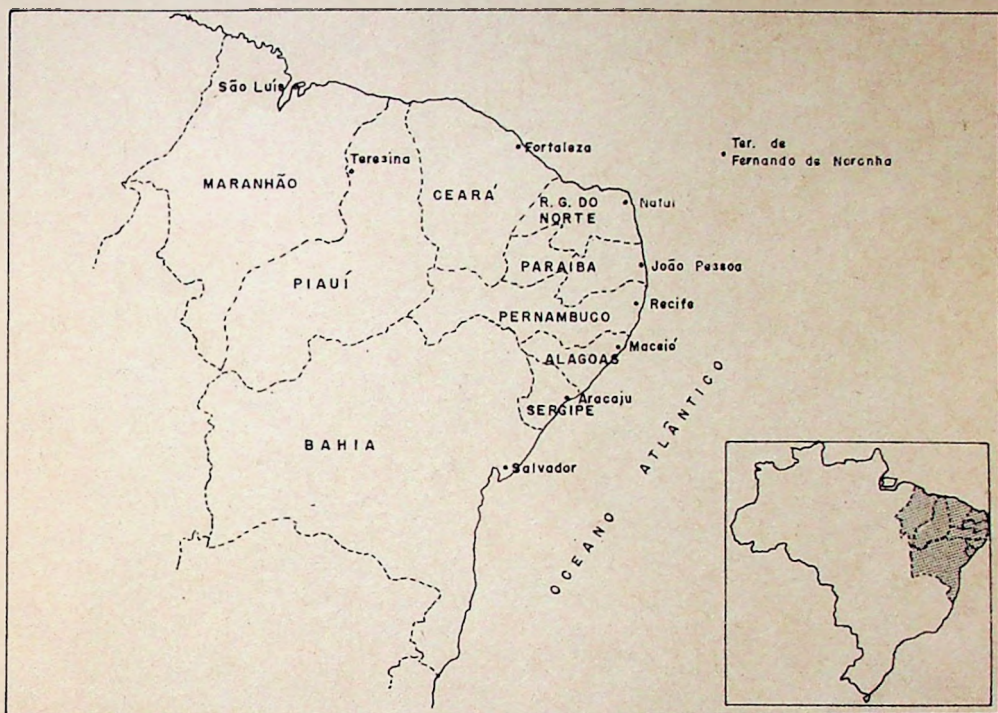 São Luís
Fortaleza
Ter. de
Fernando de Noronha
Teresina
MARANHÃO
CEARÁ
R. G. DO
NORTE
Natal
PARAIBA
João Pessoa
PIAUÍ
Recife
PERNAMBUCO
Maceió
ALAGOAS
Aracaju
SERGIPE
BAHIA
Salvador
OCEANO ATLÂNTICO